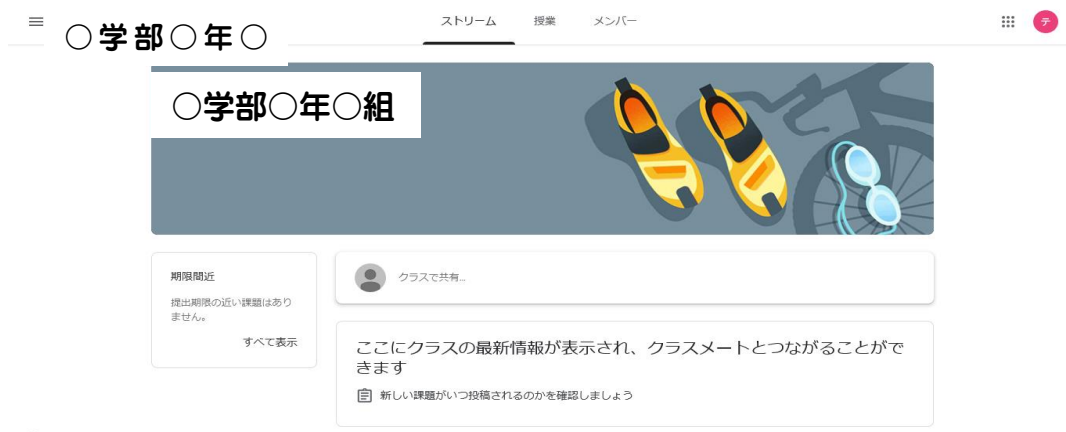 ○学部○年○
ストリーム 授業 メンバー
テ
○学部○年○組
期限間近
提出期限の近い課題はあり
ません。
すべて表示
クラスで共有...
ここにクラスの最新情報が表示され、クラスメートとつながることがで
きます
新しい課題がいつ投稿されるのかを確認しましょう